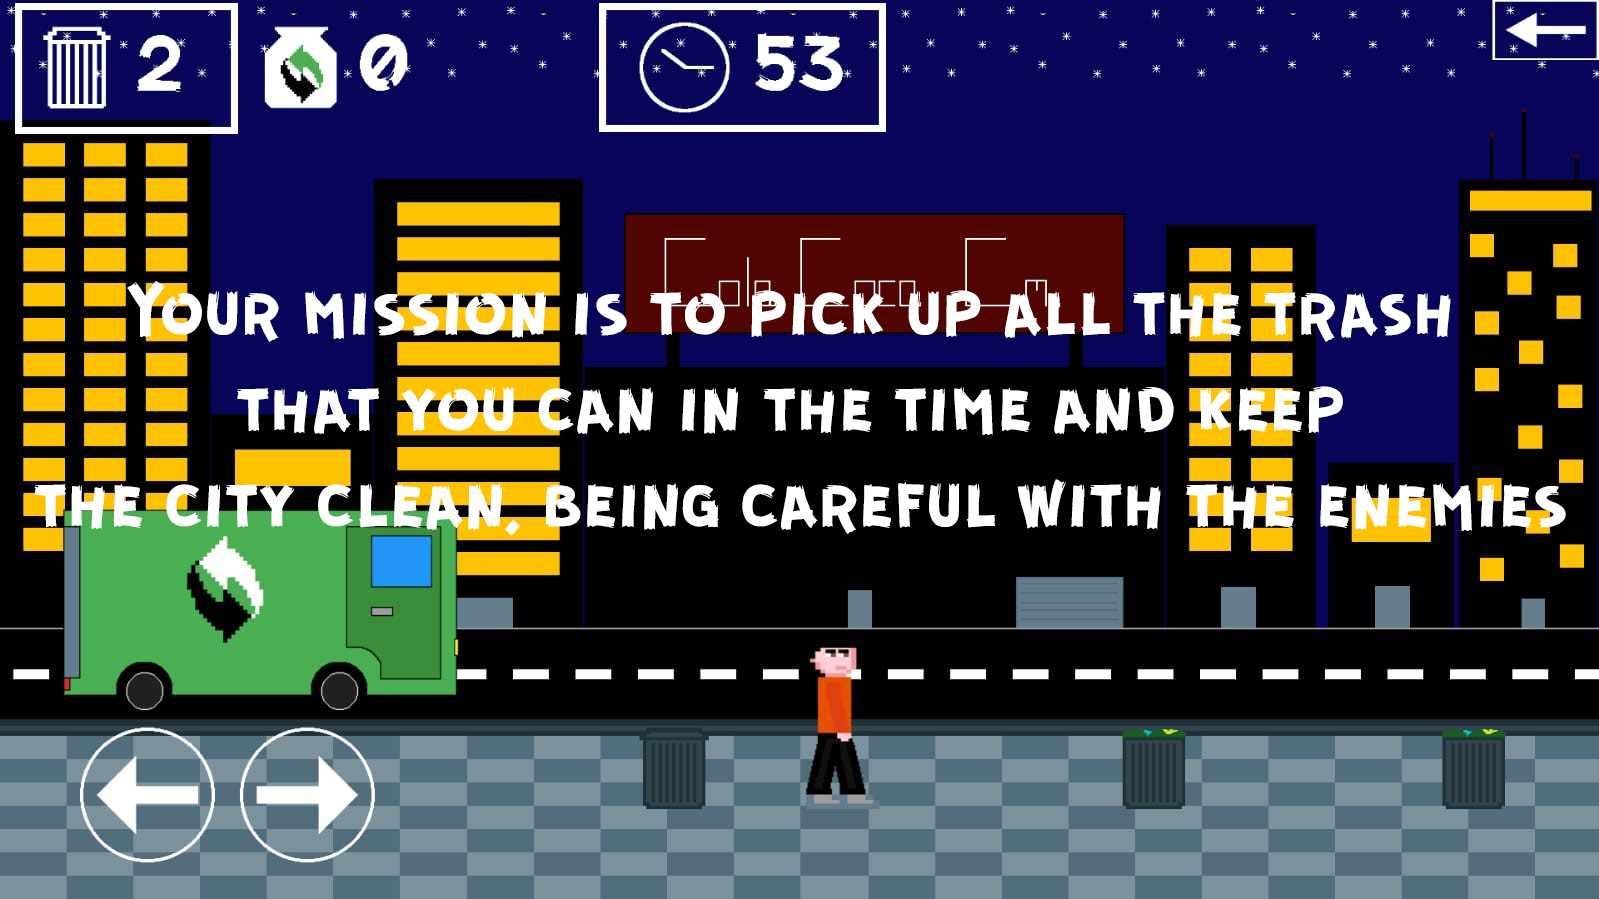 2
0
53
YOUR MISSION IS TO PICK UP ALL THE TRASH
THAT YOU CAN IN THE TIME AND KEEP
THE CITY CLEAN, BEING CAREFUL WITH THE ENEMIES